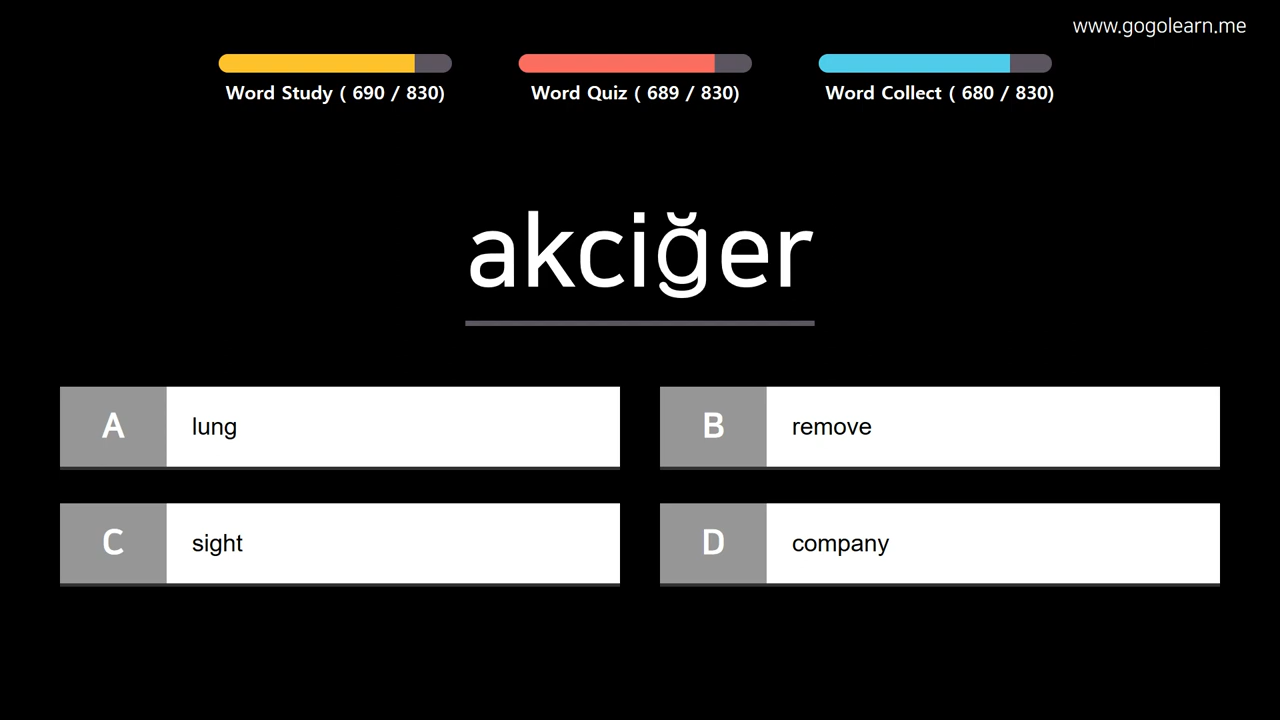 www.gogolearn.me
Word Study ( 690 / 830)
Word Quiz ( 689 / 830)
Word Collect ( 680 / 830)
akciğer
A lung
B remove
C sight
D company